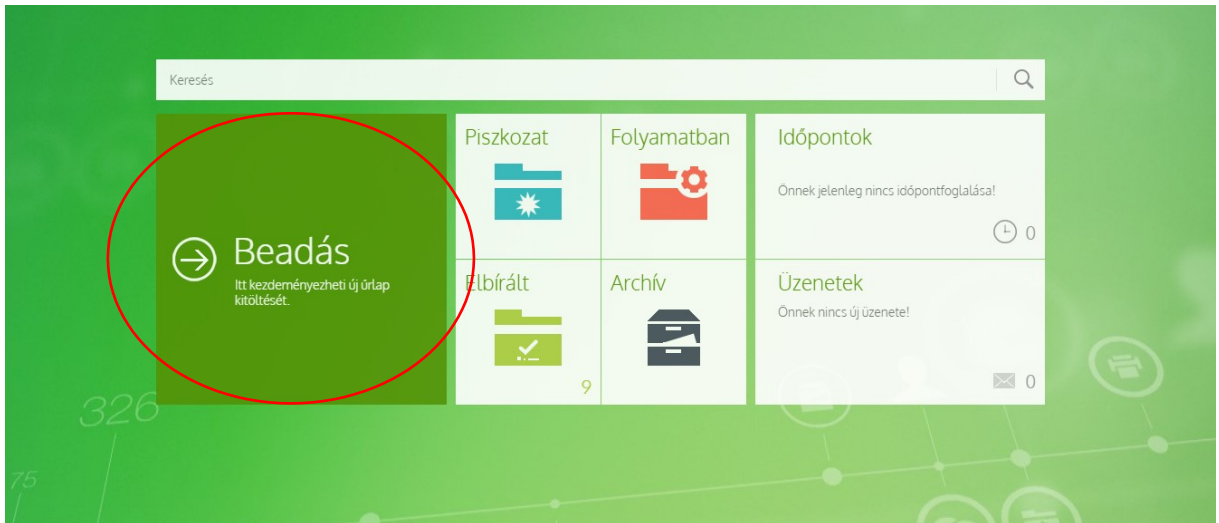 Keresés
Beadás
Itt kezdeményezheti új űrlap
kitöltését.
Piszkozat
Folyamatban
Elbírált
9
Archív
Időpontok
Önnek jelenleg nincs időpontfoglalása!
0
Üzenetek
Önnek nincs új üzenete!
0
326
75